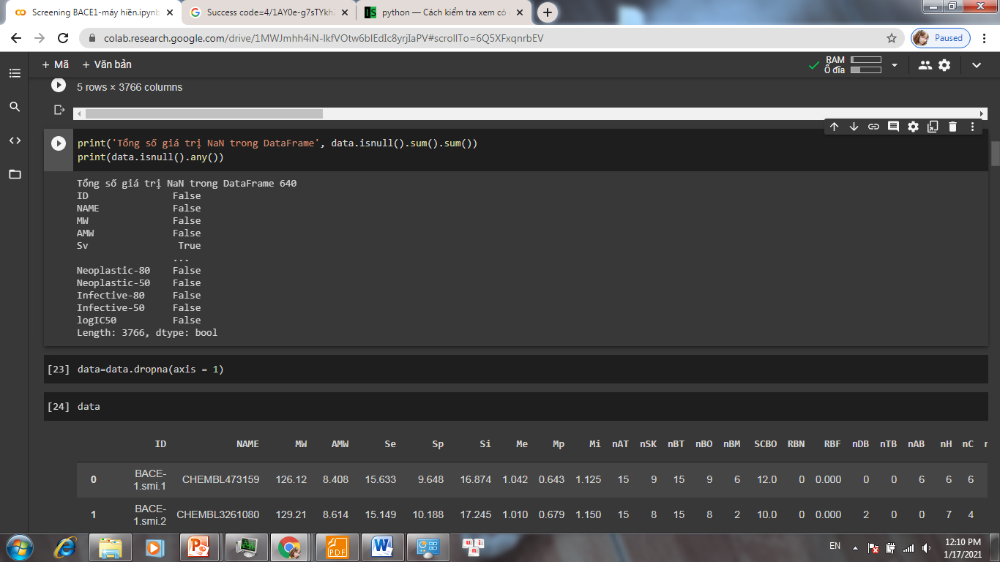 Screening BACE1-máy hiền.ipynb
Success code=4/1AY0e-g7sTYkh
python — Cách kiểm tra xem có
colab.research.google.com/drive/1MWJmhh4iN-lkfVOtw6blEdIc8yrjIaPV#scrollTo=6Q5XFxqnrbEV
Paused
+ Mã + Văn bản
RAM
Ổ đĩa
5 rows × 3766 columns
print('Tổng số giá trị NaN trong DataFrame', data.isnull().sum().sum())
print(data.isnull().any())
Tổng số giá trị NaN trong DataFrame 640
ID False
NAME False
MW False
AMW False
Sv True
...
Neoplastic-80 False
Neoplastic-50 False
Infective-80 False
Infective-50 False
logIC50 False
Length: 3766, dtype: bool
[23] data=data.dropna(axis = 1)
[24] data
ID NAME MW AMW Se Sp Si Me Mp Mi nAT nSK nBT nBO nBM SCBO RBN RBF nDB nTB nAB nH nC
0 BACE-1.smi.1 CHEMBL473159 126.12 8.408 15.633 9.648 16.874 1.042 0.643 1.125 15 9 15 9 6 12.0 0 0.000 0 0 6 6 6
1 BACE-1.smi.2 CHEMBL3261080 129.21 8.614 15.149 10.188 17.245 1.010 0.679 1.150 15 8 15 8 2 10.0 0 0.000 2 0 0 7 4
EN
12:10 PM
1/17/2021